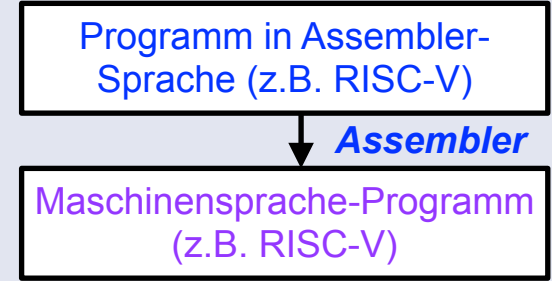 Programm in Assembler-
Sprache (z.B. RISC-V)
Assembler
Maschinensprache-Programm
(z.B. RISC-V)